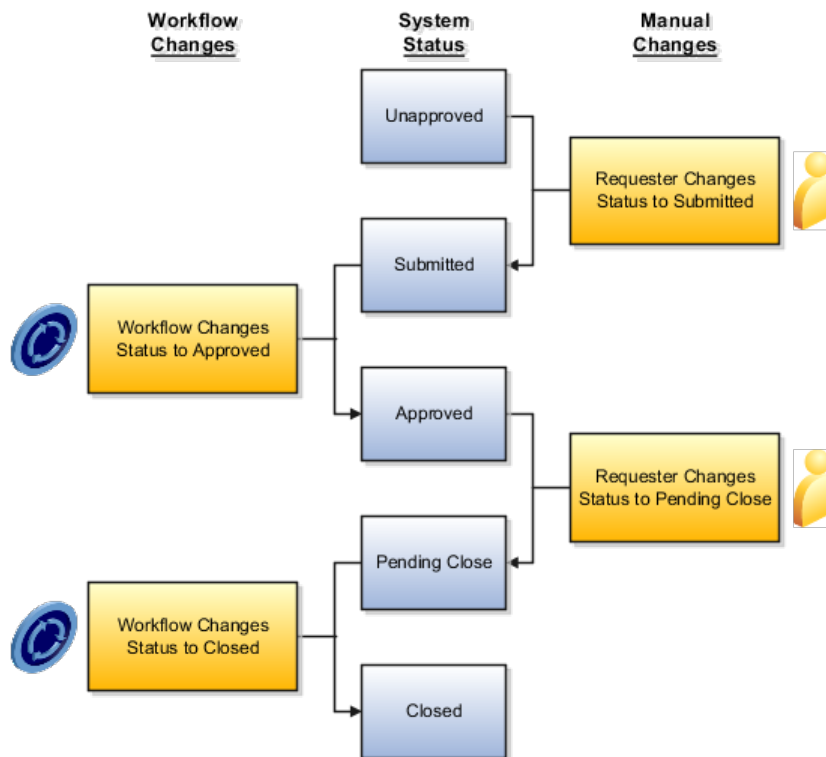 Workflow
Changes
System
Status
Manual
Changes
Unapproved
Requester Changes
Status to Submitted
Submitted
Workflow Changes
Status to Approved
Approved
Requester Changes
Status to Pending Close
Pending Close
Workflow Changes
Status to Closed
Closed